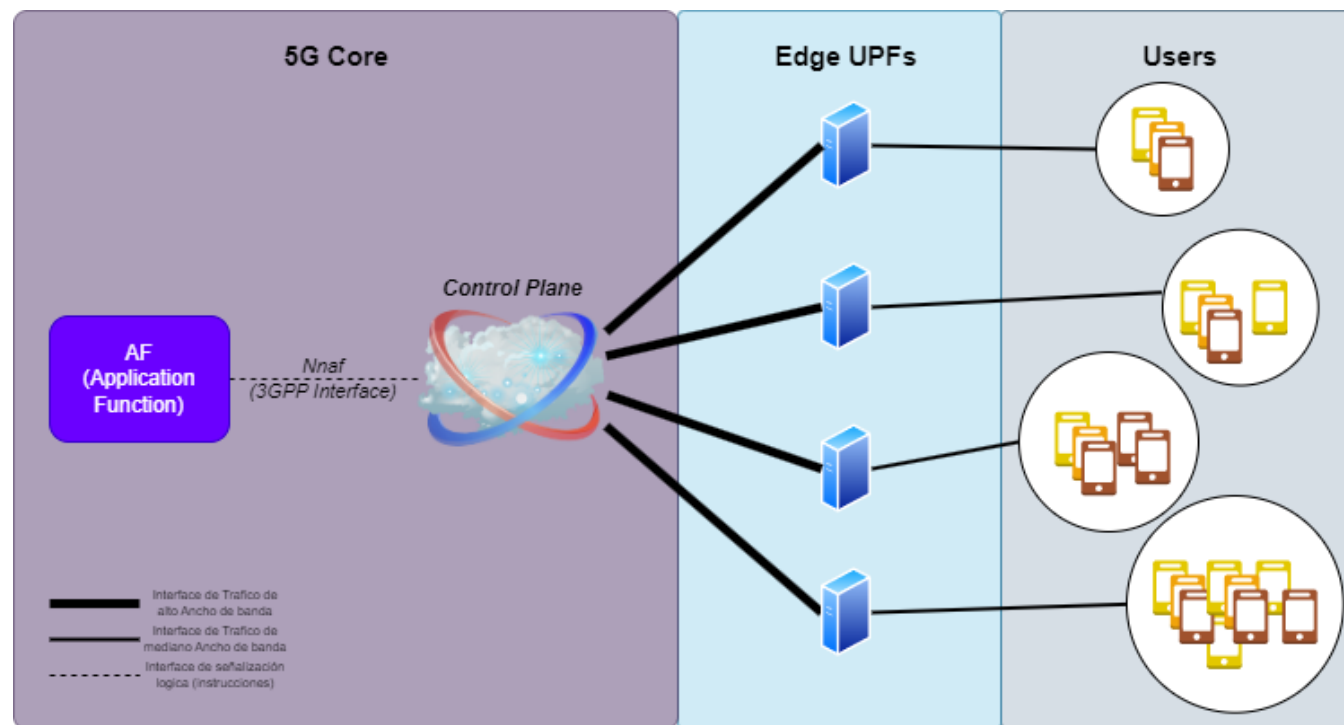 5G Core
Edge UPFs
Users
Control Plane
AF
(Application
Function)
Nnaf
(3GPP Interface)
Interface de Trafico de
alto Ancho de banda
Interface de Trafico de
mediano Ancho de banda
Interface de señalización
logica (instrucciones)